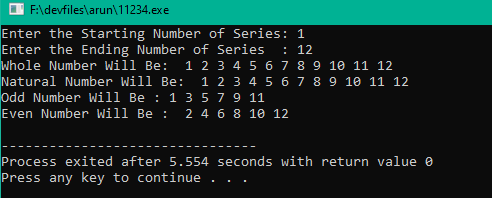 F:\devfiles\arun\11234.exe
Enter the Starting Number of Series: 1
Enter the Ending Number of Series  : 12
Whole Number Will Be:  1 2 3 4 5 6 7 8 9 10 11 12
Natural Number Will Be:  1 2 3 4 5 6 7 8 9 10 11 12
Odd Number Will Be : 1 3 5 7 9 11
Even Number Will Be :  2 4 6 8 10 12
--------------------------------
Process exited after 5.554 seconds with return value 0
Press any key to continue . . .